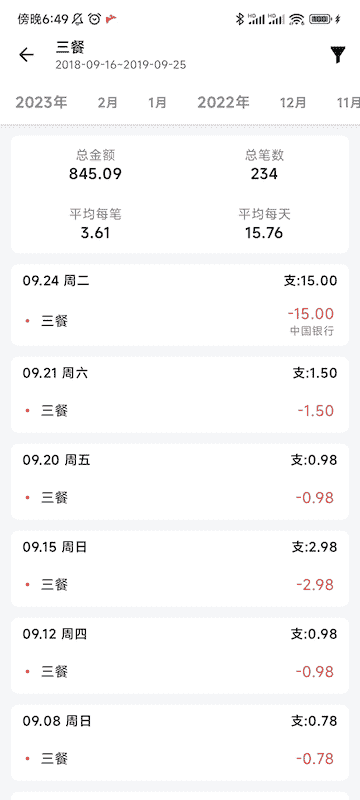 傍晚6:49
三餐
2018-09-16~2019-09-25
2023年 2月 1月 2022年 12月 11月
总金额 总笔数
845.09 234
平均每笔 平均每天
3.61 15.76
09.24 周二 支:15.00
三餐 -15.00
中国银行
09.21 周六 支:1.50
三餐 -1.50
09.20 周五 支:0.98
三餐 -0.98
09.15 周日 支:2.98
三餐 -2.98
09.12 周四 支:0.98
三餐 -0.98
09.08 周日 支:0.78
三餐 -0.78